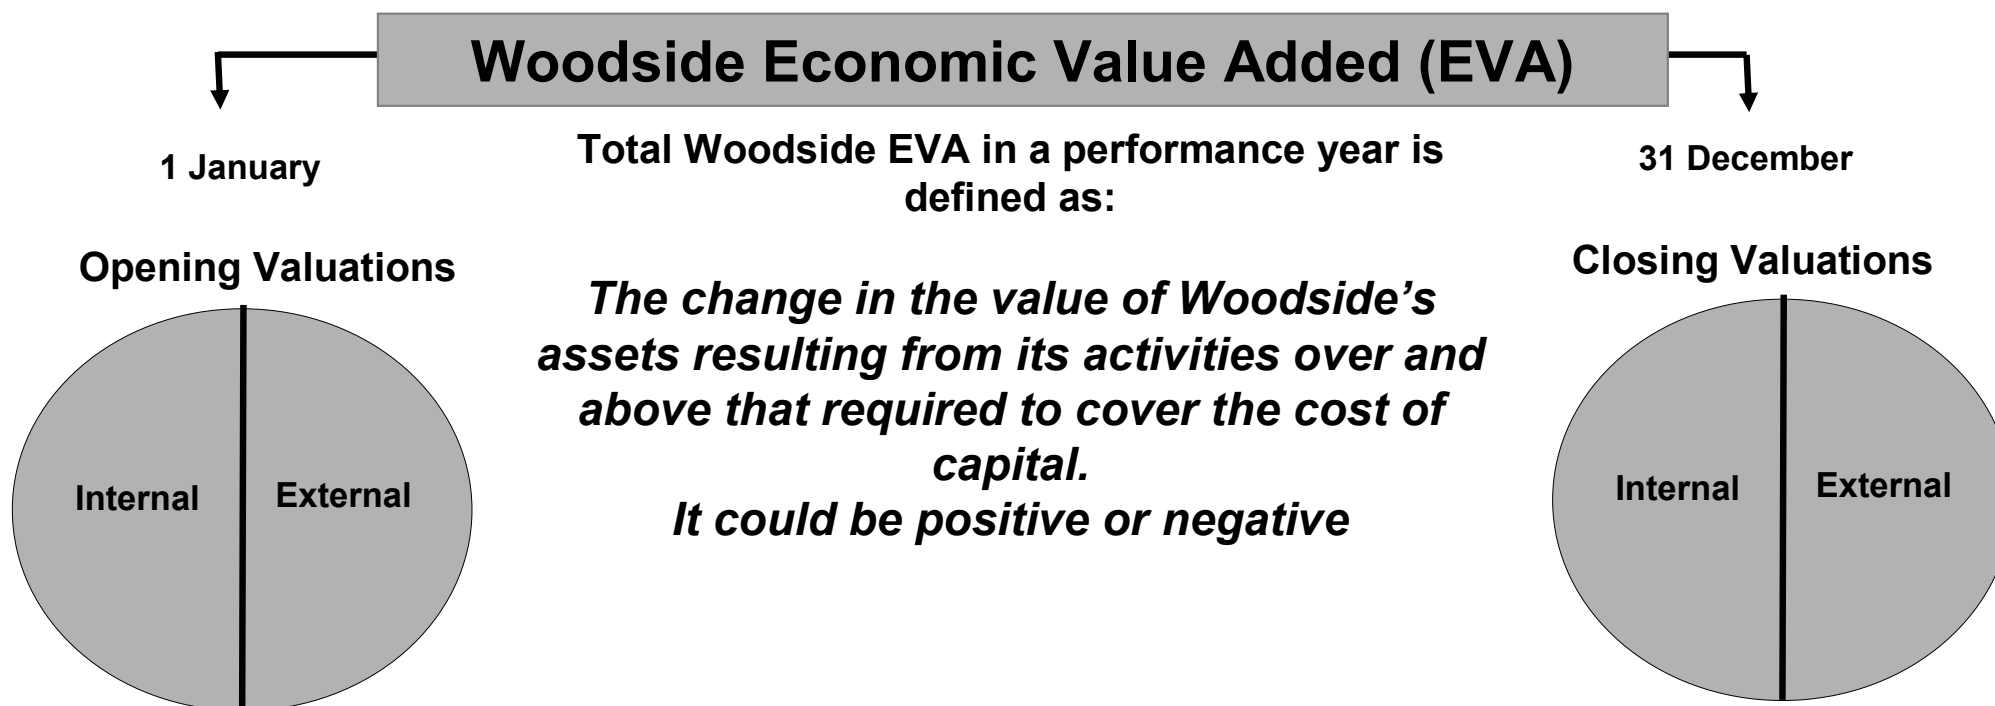 Woodside Economic Value Added (EVA)
1 January
Opening Valuations
Internal
External
Total Woodside EVA in a performance year is
defined as:
The change in the value of Woodside’s
assets resulting from its activities over and
above that required to cover the cost of
capital.
It could be positive or negative
31 December
Closing Valuations
Internal
External